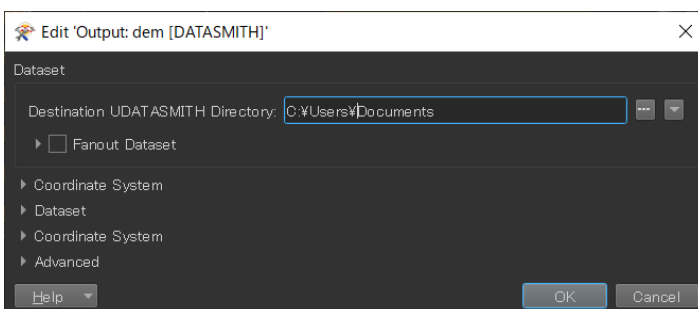 Edit 'Output: dem [DATASMITH]'
Dataset
Destination UDATASMITH Directory: C:¥Users¥Documents
Fanout Dataset
Coordinate System
Dataset
Coordinate System
Advanced
Help OK Cancel